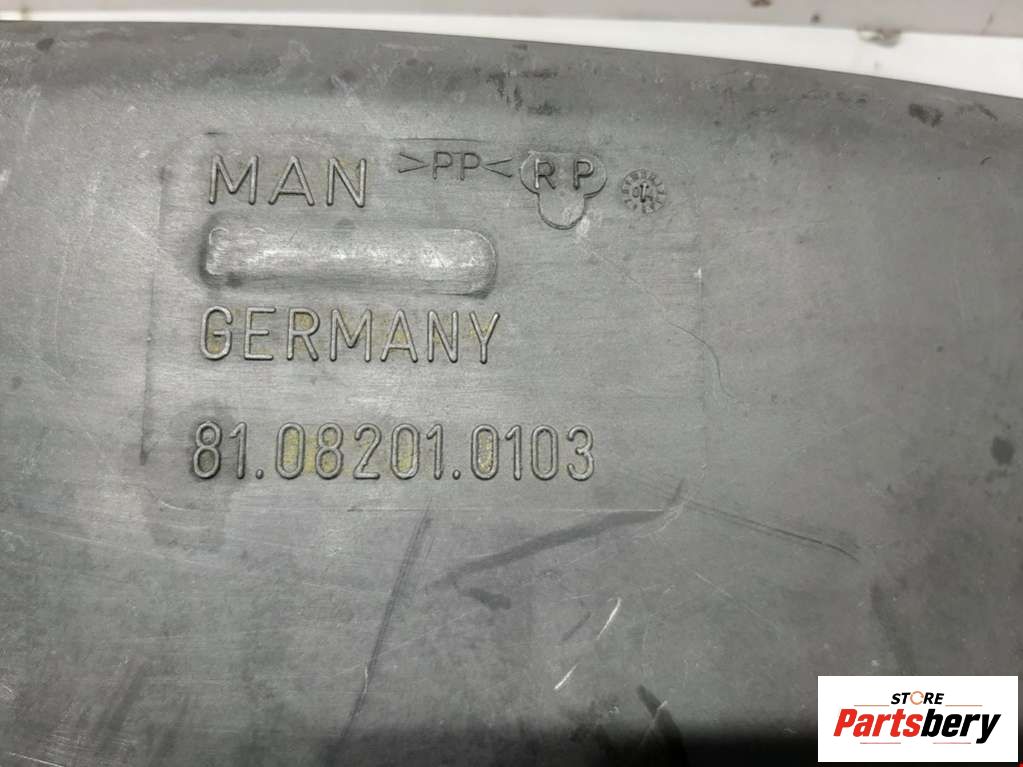 MAN >PP< RP
GERMANY
81.08201.0103
STORE
Partsbery